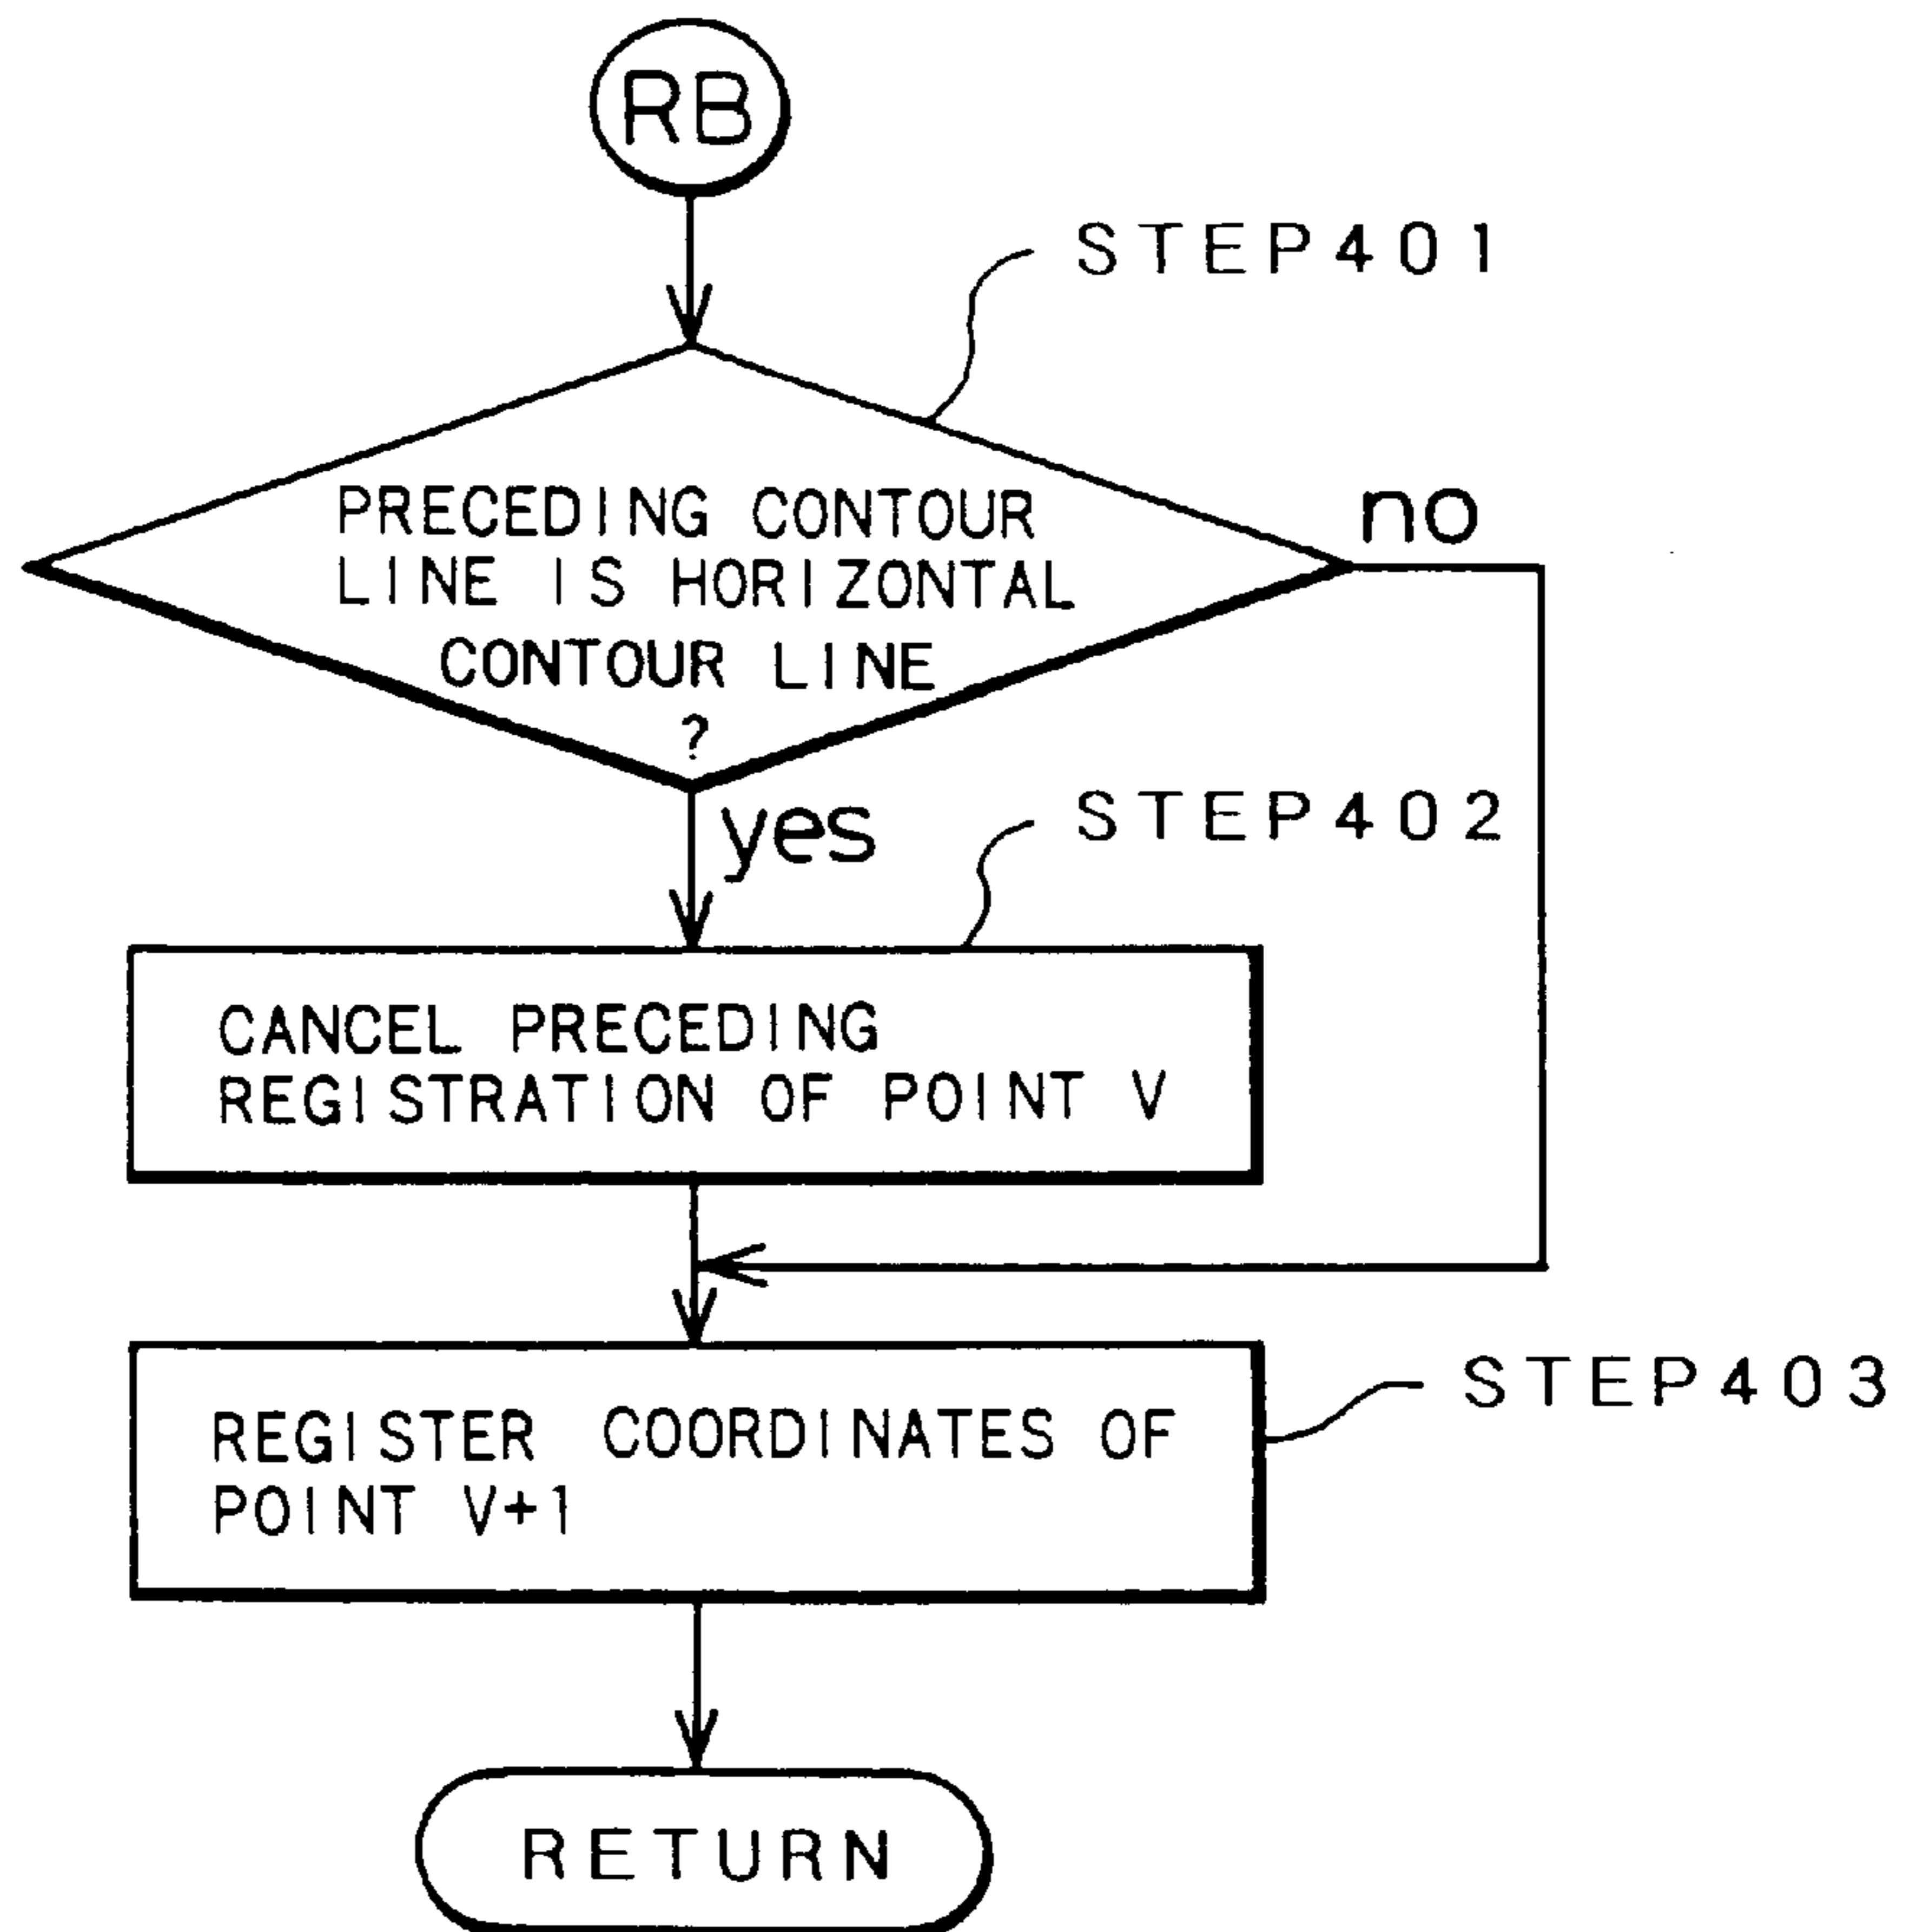 RB
STEP401
PRECEDING CONTOUR
LINE IS HORIZONTAL
CONTOUR LINE
?
no
yes
STEP402
CANCEL PRECEDING
REGISTRATION OF POINT V
REGISTER COORDINATES OF
POINT V+1
STEP403
RETURN